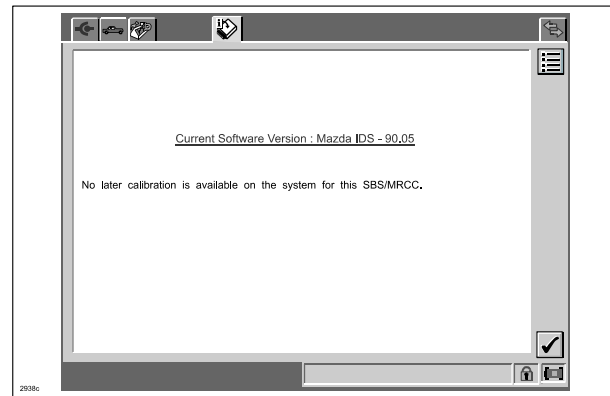 Current Software Version : Mazda IDS - 90.05
No later calibration is available on the system for this SBS/MRCC.
2938c